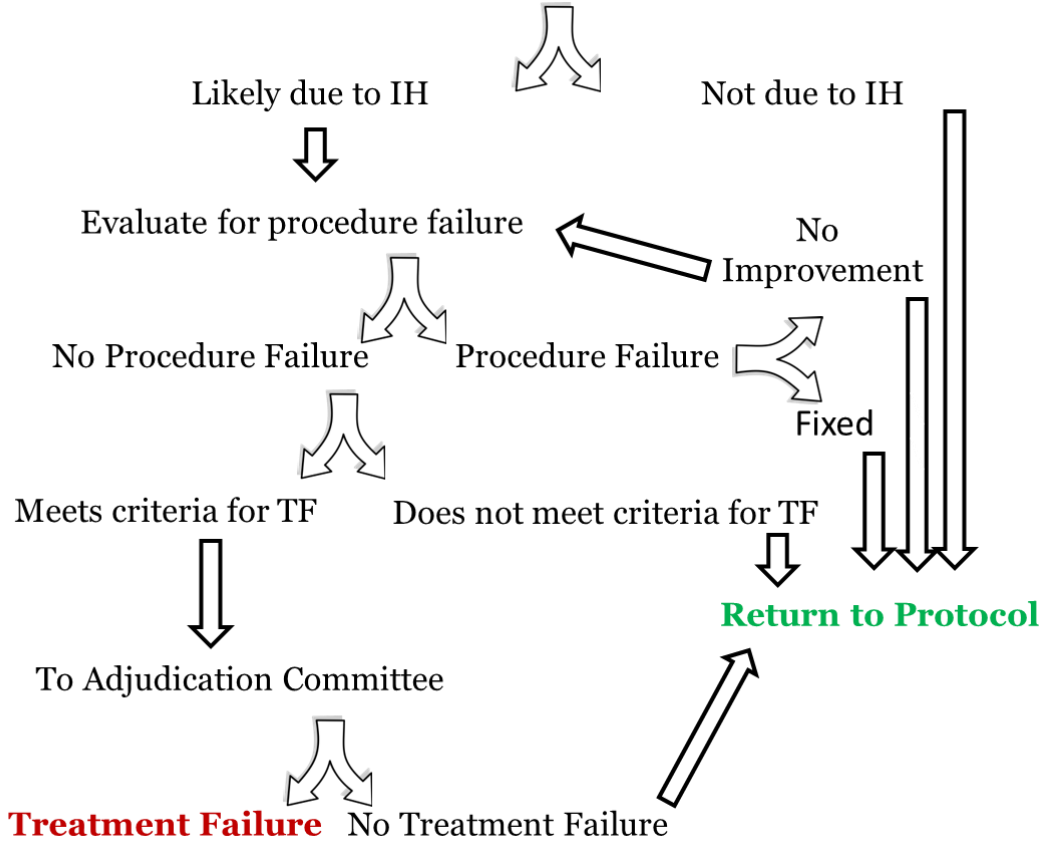 Likely due to IH
Not due to IH
Evaluate for procedure failure
No
Improvement
No Procedure Failure
Procedure Failure
Fixed
Meets criteria for TF
Does not meet criteria for TF
Return to Protocol
To Adjudication Committee
Treatment Failure
No Treatment Failure